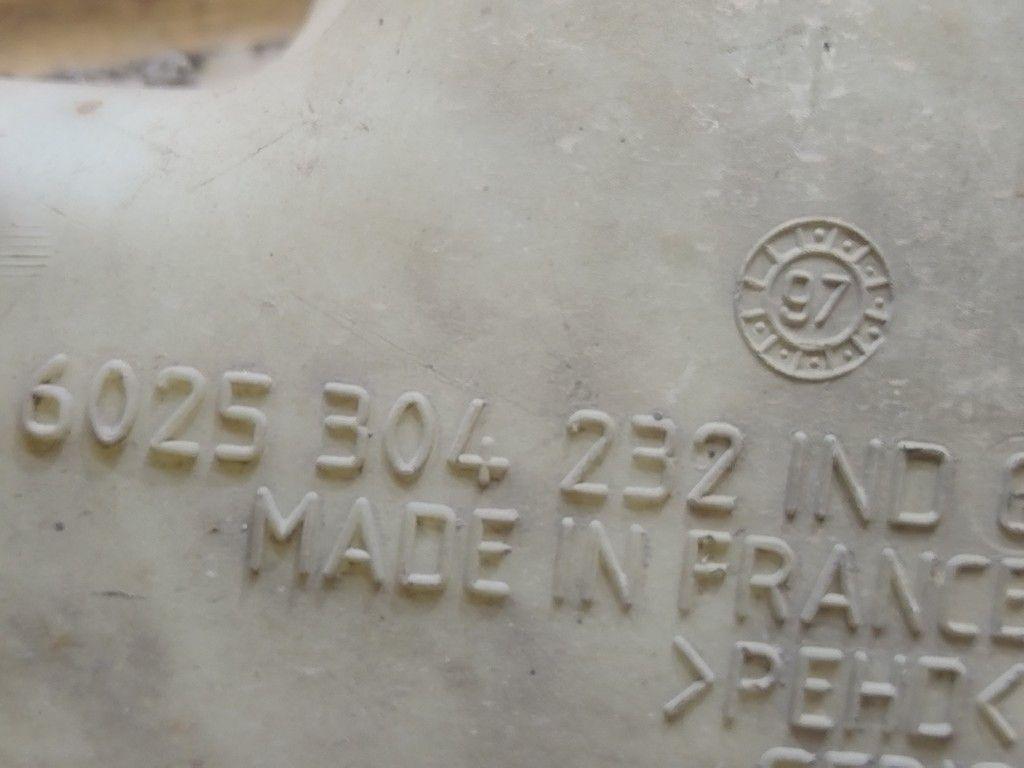 97
6025 304 232 IND
MADE IN FRANCE
>PEHD<